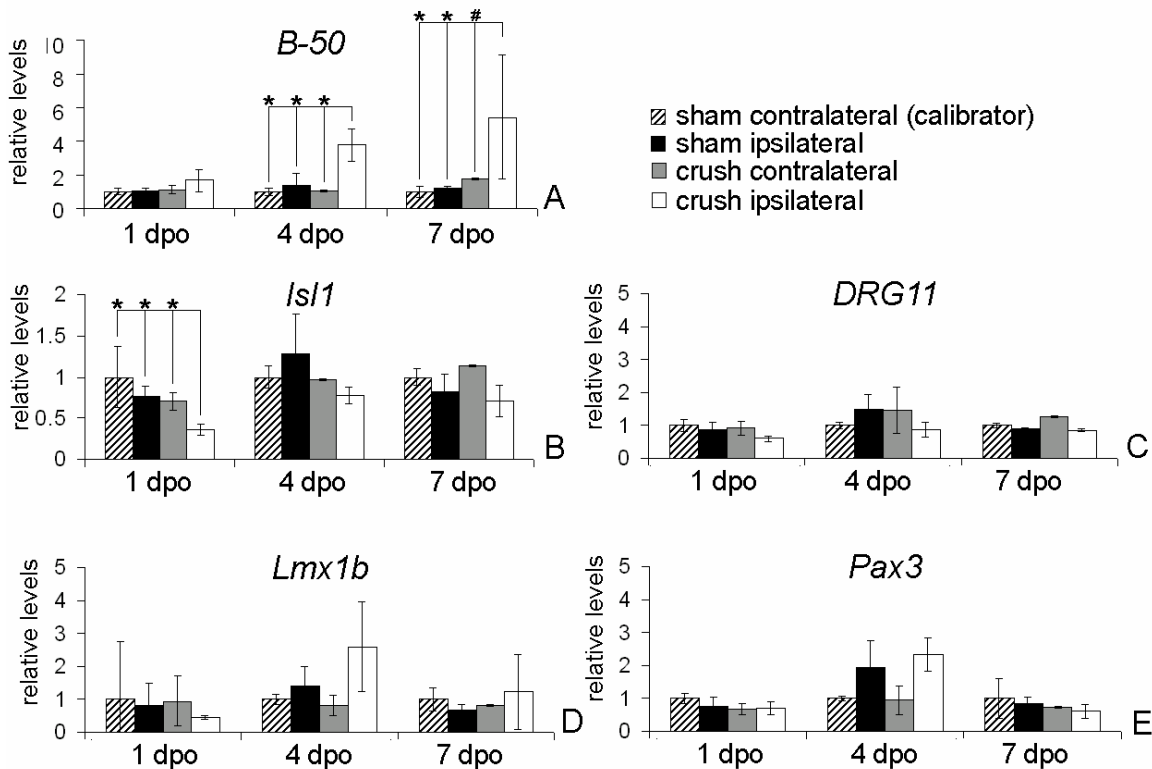 B-50
relative levels
10
8
6
4
2
0
* * *
* * #
1 dpo 4 dpo 7 dpo
A
sham contralateral (calibrator)
sham ipsilateral
crush contralateral
crush ipsilateral
Isl1
relative levels
2
1.5
1
0.5
0
* * *
1 dpo 4 dpo 7 dpo
B
DRG11
relative levels
5
4
3
2
1
0
1 dpo 4 dpo 7 dpo
C
Lmx1b
relative levels
5
4
3
2
1
0
1 dpo 4 dpo 7 dpo
D
Pax3
relative levels
5
4
3
2
1
0
1 dpo 4 dpo 7 dpo
E